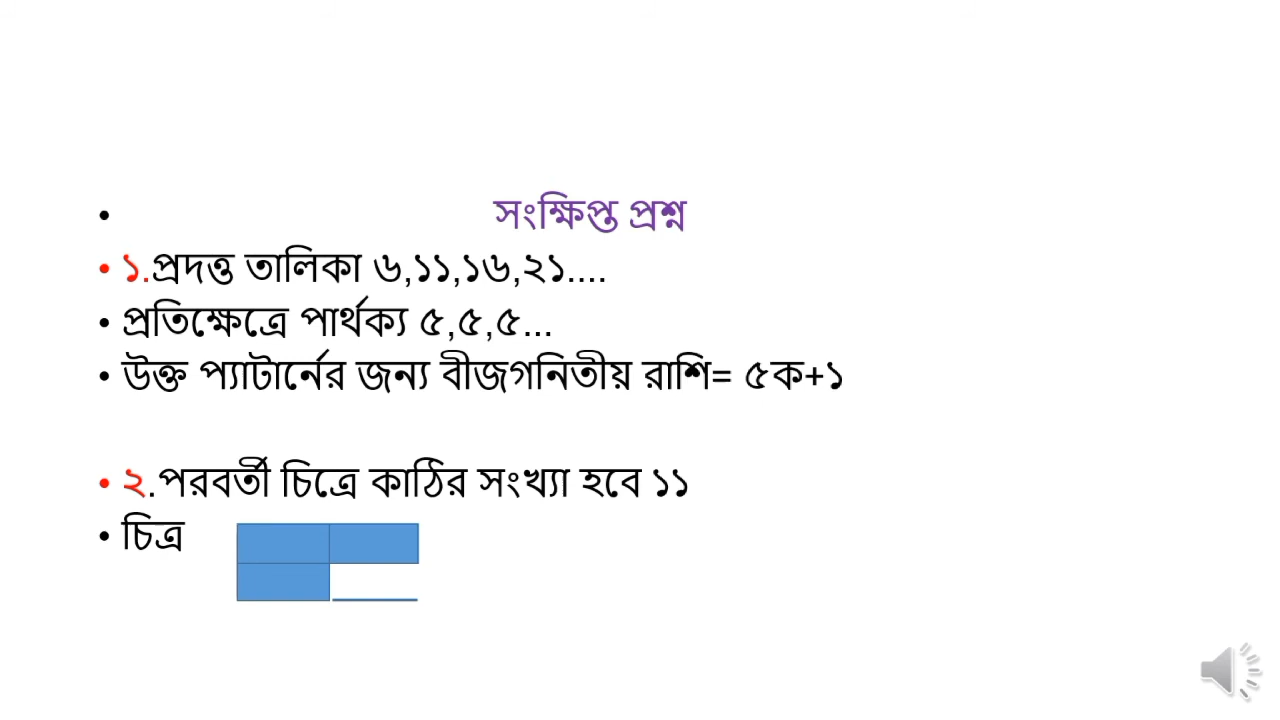 সংক্ষিপ্ত প্রশ্ন
১.প্রদত্ত তালিকা ৬,১১,১৬,২১....
প্রতিক্ষেত্রে পার্থক্য ৫,৫,৫...
উক্ত প্যাটার্নের জন্য বীজগনিতীয় রাশি= ৫ক+১
২.পরবর্তী চিত্রে কাঠির সংখ্যা হবে ১১
চিত্র